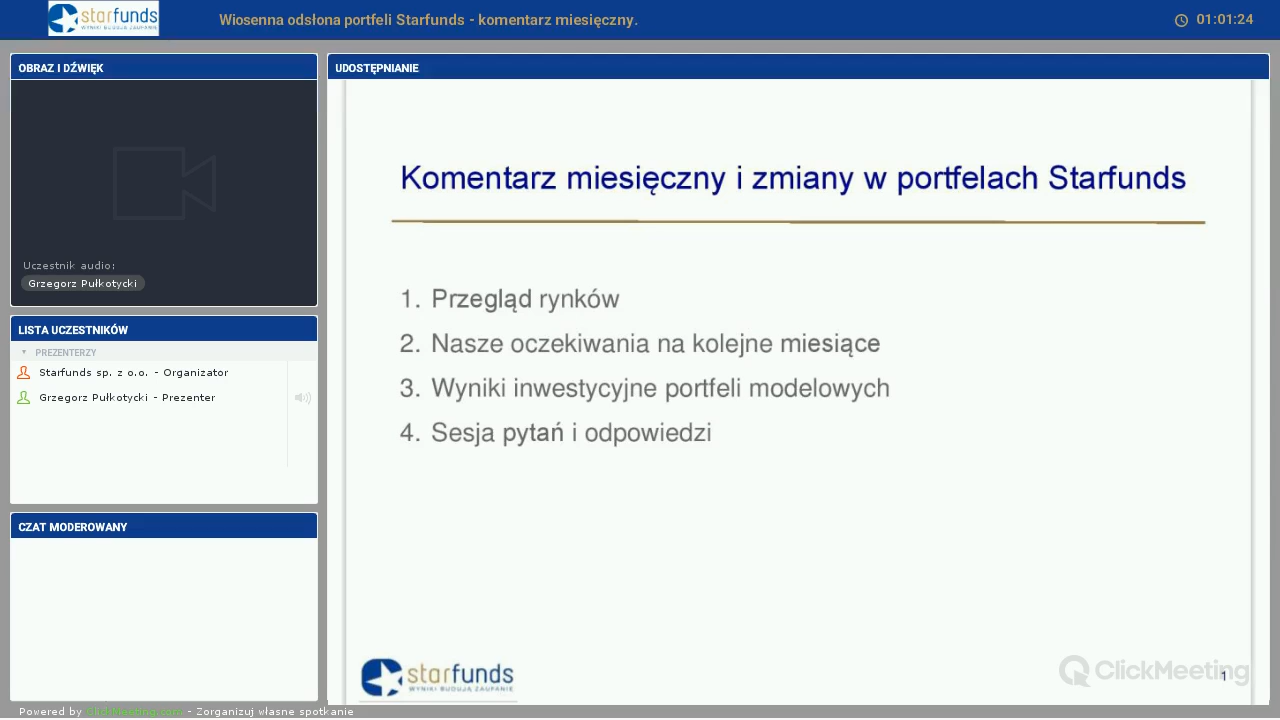 starfunds
WYNIKI BUDUJĄ ZAUFANIE
Wiosenna odsłona portfeli Starfunds - komentarz miesięczny.
01:01:24
OBRAZ I DŹWIĘK
Uczestnik audio:
Grzegorz Pułkotycki
LISTA UCZESTNIKÓW
PREZENTERZY
Starfunds sp. z o.o. - Organizator
Grzegorz Pułkotycki - Prezenter
CZAT MODEROWANY
UDOSTĘPNIANIE
Komentarz miesięczny i zmiany w portfelach Starfunds
1. Przegląd rynków
2. Nasze oczekiwania na kolejne miesiące
3. Wyniki inwestycyjne portfeli modelowych
4. Sesja pytań i odpowiedzi
starfunds
WYNIKI BUDUJĄ ZAUFANIE
ClickMeeting
1
Powered by ClickMeeting.com - Zorganizuj własne spotkanie